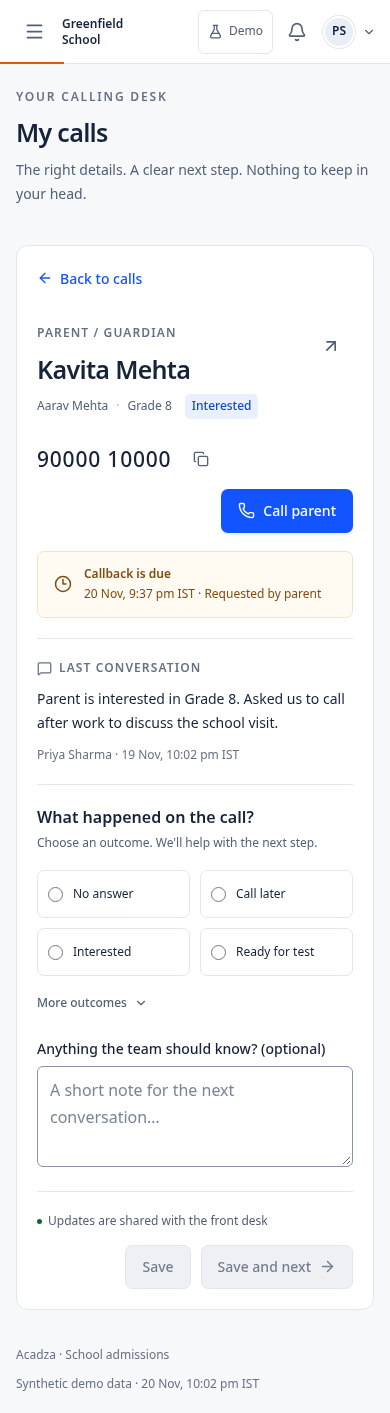 Greenfield
School
Demo
PS
YOUR CALLING DESK
My calls
The right details. A clear next step. Nothing to keep in
your head.
Back to calls
PARENT / GUARDIAN
Kavita Mehta
Aarav Mehta · Grade 8 Interested
90000 10000
Call parent
Callback is due
20 Nov, 9:37 pm IST · Requested by parent
LAST CONVERSATION
Parent is interested in Grade 8. Asked us to call
after work to discuss the school visit.
Priya Sharma · 19 Nov, 10:02 pm IST
What happened on the call?
Choose an outcome. We'll help with the next step.
No answer
Call later
Interested
Ready for test
More outcomes
Anything the team should know? (optional)
A short note for the next
conversation...
Updates are shared with the front desk
Save
Save and next
Acadza · School admissions
Synthetic demo data · 20 Nov, 10:02 pm IST